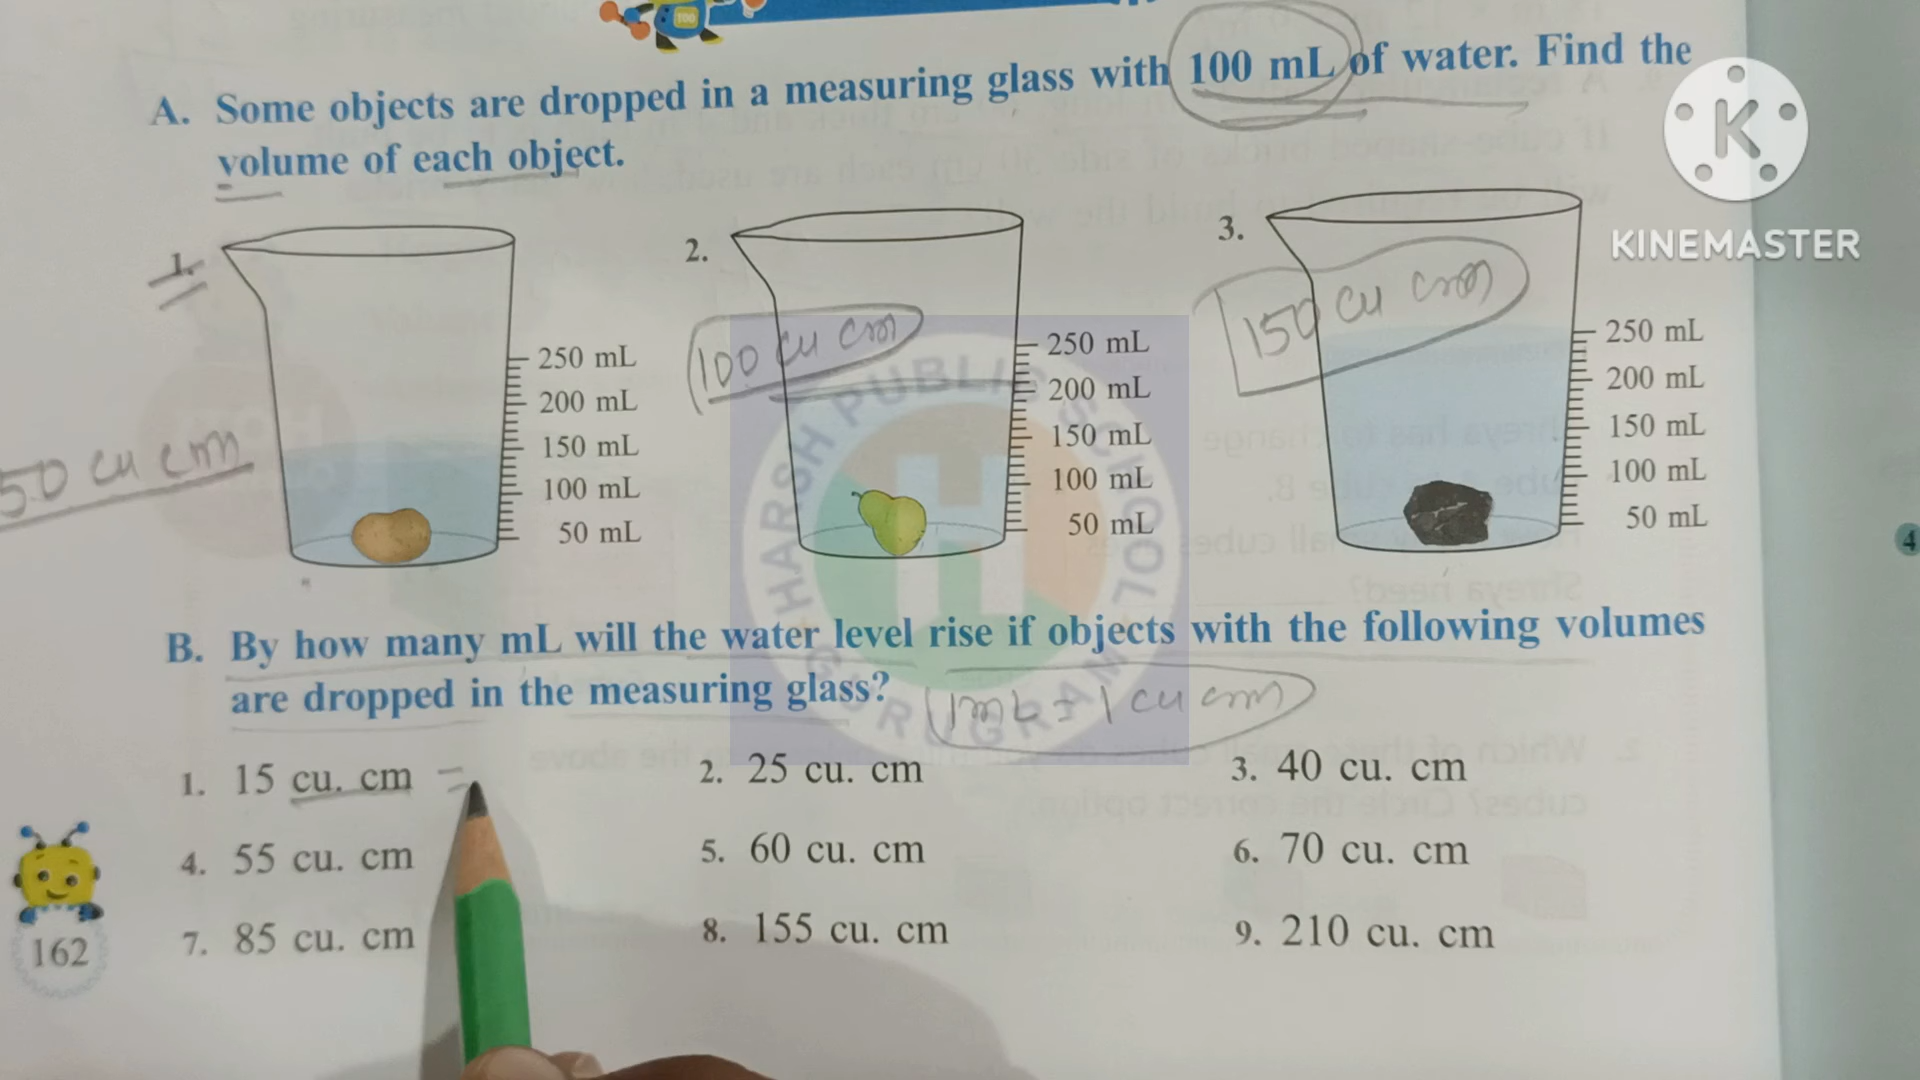 100
A. Some objects are dropped in a measuring glass with 100 mL of water. Find the
volume of each object.
K
KINEMASTER
1.
2.
3.
50 cu cm
100 cu cm
150 cu cm
250 mL
200 mL
150 mL
100 mL
50 mL
250 mL
200 mL
150 mL
100 mL
50 mL
250 mL
200 mL
150 mL
100 mL
50 mL
HARSH PUBLIC SCHOOL
GURUGRAM
4
B. By how many mL will the water level rise if objects with the following volumes
are dropped in the measuring glass?
1mL = 1 cu cm
1. 15 cu. cm =
2. 25 cu. cm
3. 40 cu. cm
4. 55 cu. cm
5. 60 cu. cm
6. 70 cu. cm
7. 85 cu. cm
8. 155 cu. cm
9. 210 cu. cm
162